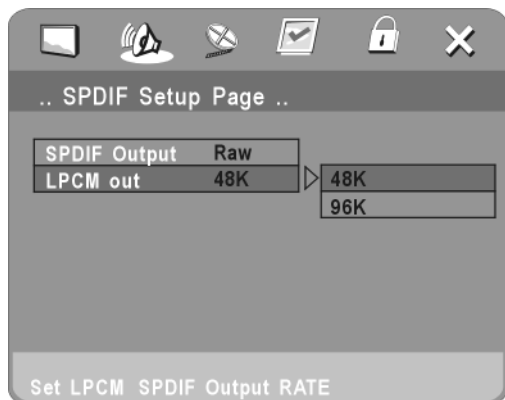 .. SPDIF Setup Page ..
SPDIF Output Raw
LPCM out 48K 48K
96K
Set LPCM SPDIF Output RATE